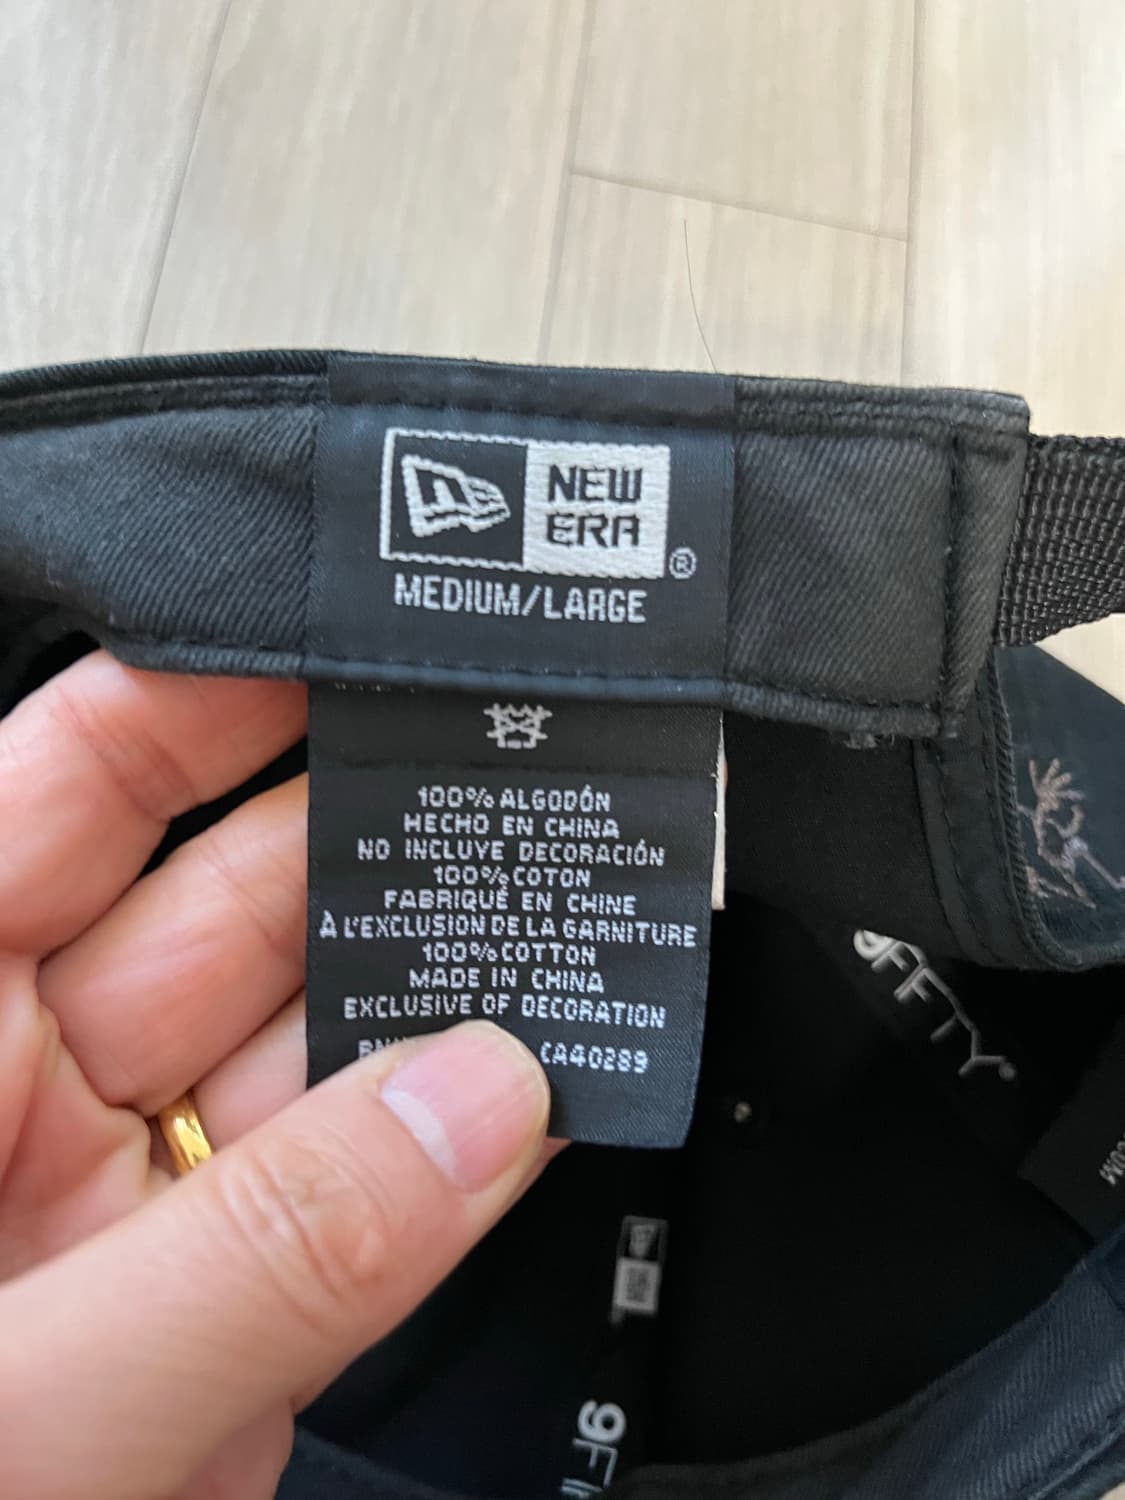 NEW
ERA
®
MEDIUM/LARGE
100% ALGODÓN
HECHO EN CHINA
NO INCLUYE DECORACIÓN
100% COTON
FABRIQUÉ EN CHINE
À L'EXCLUSION DE LA GARNITURE
100% COTTON
MADE IN CHINA
EXCLUSIVE OF DECORATION
CA40289
9FIFTY